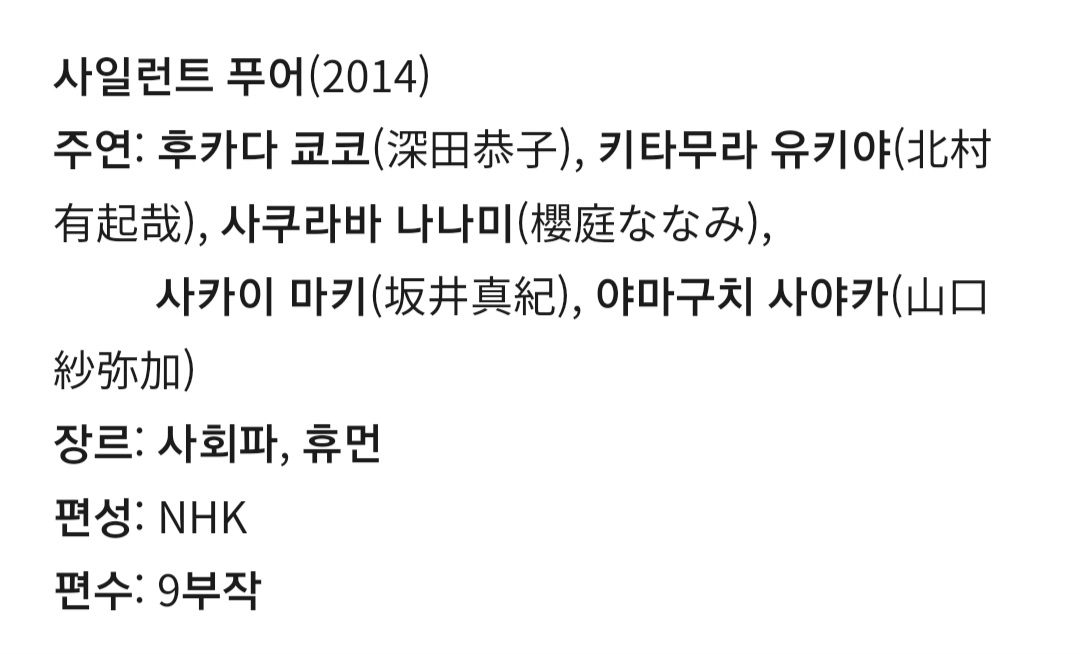 사일런트 푸어(2014)
주연: 후카다 쿄코(深田恭子), 키타무라 유키야(北村
有起哉), 사쿠라바 나나미(櫻庭ななみ),
사카이 마키(坂井真紀), 야마구치 사야카(山口
紗弥加)
장르: 사회파, 휴먼
편성: NHK
편수: 9부작